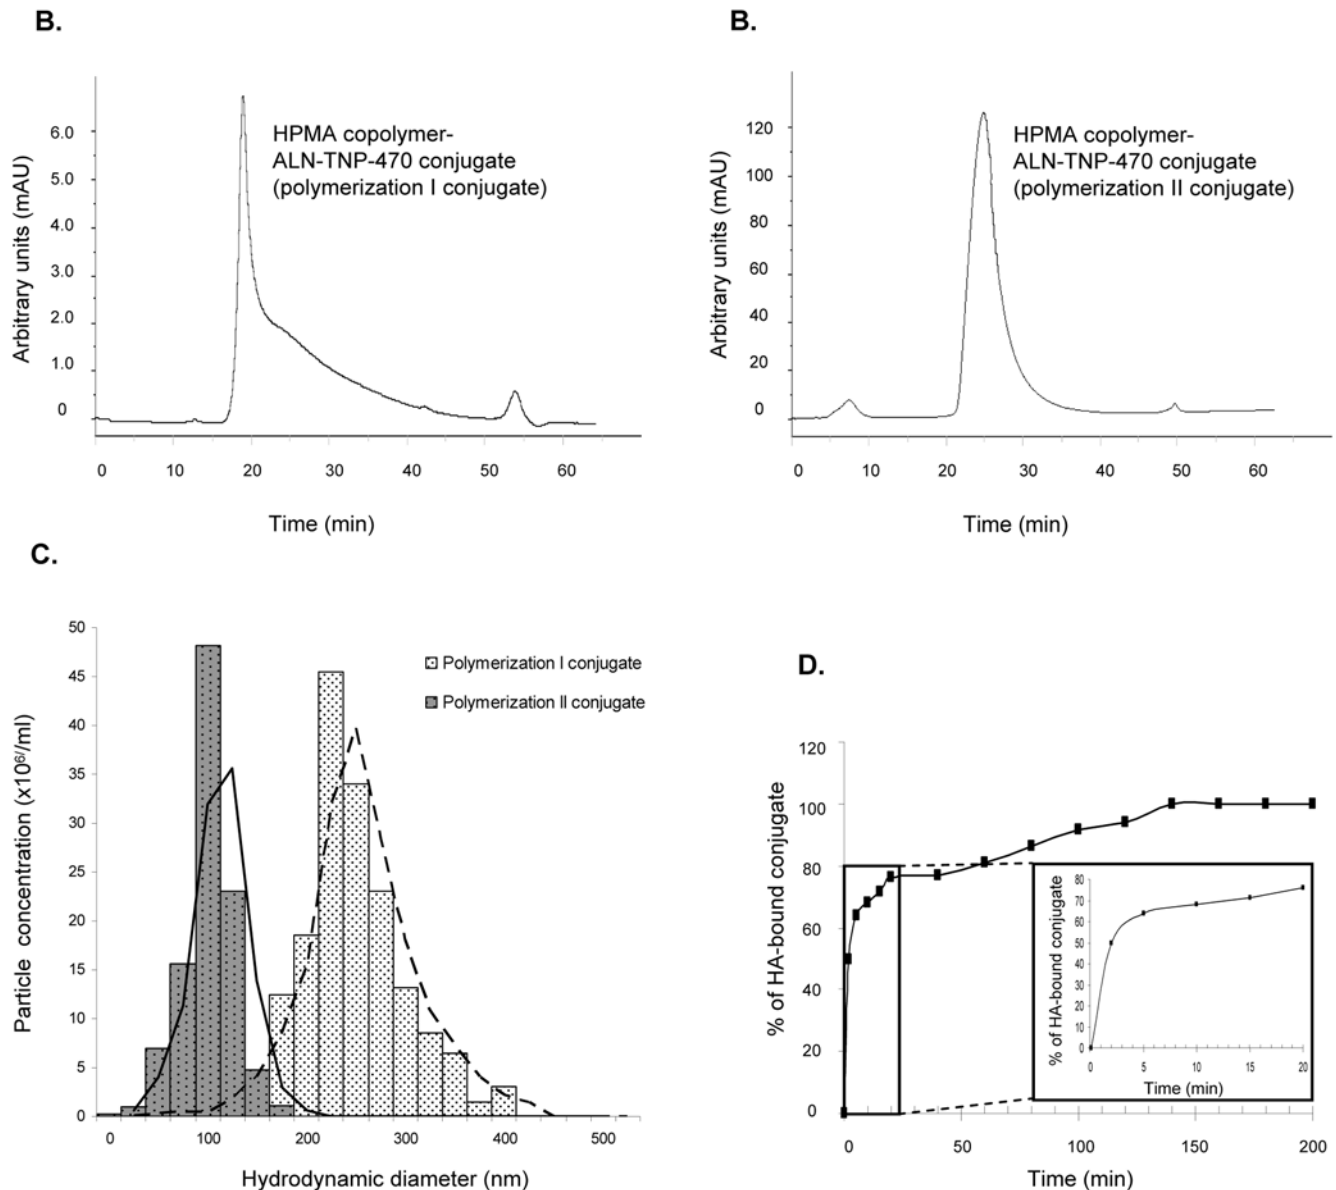 B.
Arbitrary units (mAU)
6.0
5.0
4.0
3.0
2.0
1.0
0
HPMA copolymer-
ALN-TNP-470 conjugate
(polymerization I conjugate)
0 10 20 30 40 50 60
Time (min)
B.
Arbitrary units (mAU)
120
100
80
60
40
20
0
HPMA copolymer-
ALN-TNP-470 conjugate
(polymerization II conjugate)
0 10 20 30 40 50 60
Time (min)
C.
Particle concentration (x10⁶/ml)
50
45
40
35
30
25
20
15
10
5
0
Polymerization I conjugate
Polymerization II conjugate
0 100 200 300 400 500
Hydrodynamic diameter (nm)
D.
% of HA-bound conjugate
120
100
80
60
40
20
0
0 50 100 150 200
Time (min)
% of HA-bound conjugate
80
70
60
50
40
30
20
10
0
0 5 10 15 20
Time (min)